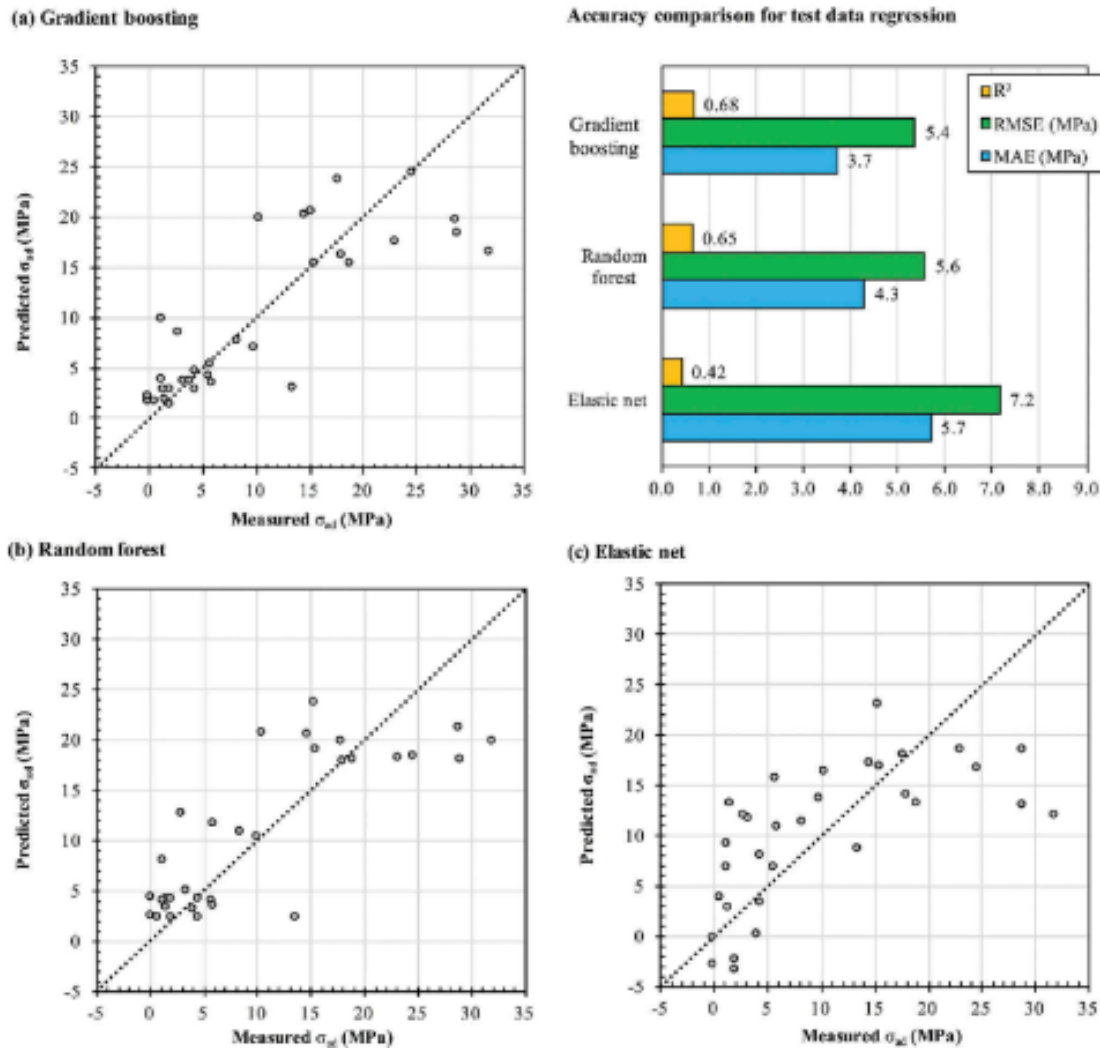 (a) Gradient boosting
35
30
25
20
15
10
5
0
-5
Predicted σad (MPa)
-5 0 5 10 15 20 25 30 35
Measured σad (MPa)
Accuracy comparison for test data regression
R²
RMSE (MPa)
MAE (MPa)
Gradient
boosting
0.68
5.4
3.7
Random
forest
0.65
5.6
4.3
Elastic net
0.42
7.2
5.7
0.0 1.0 2.0 3.0 4.0 5.0 6.0 7.0 8.0 9.0
(b) Random forest
35
30
25
20
15
10
5
0
-5
Predicted σad (MPa)
-5 0 5 10 15 20 25 30 35
Measured σad (MPa)
(c) Elastic net
35
30
25
20
15
10
5
0
-5
Predicted σad (MPa)
-5 0 5 10 15 20 25 30 35
Measured σad (MPa)